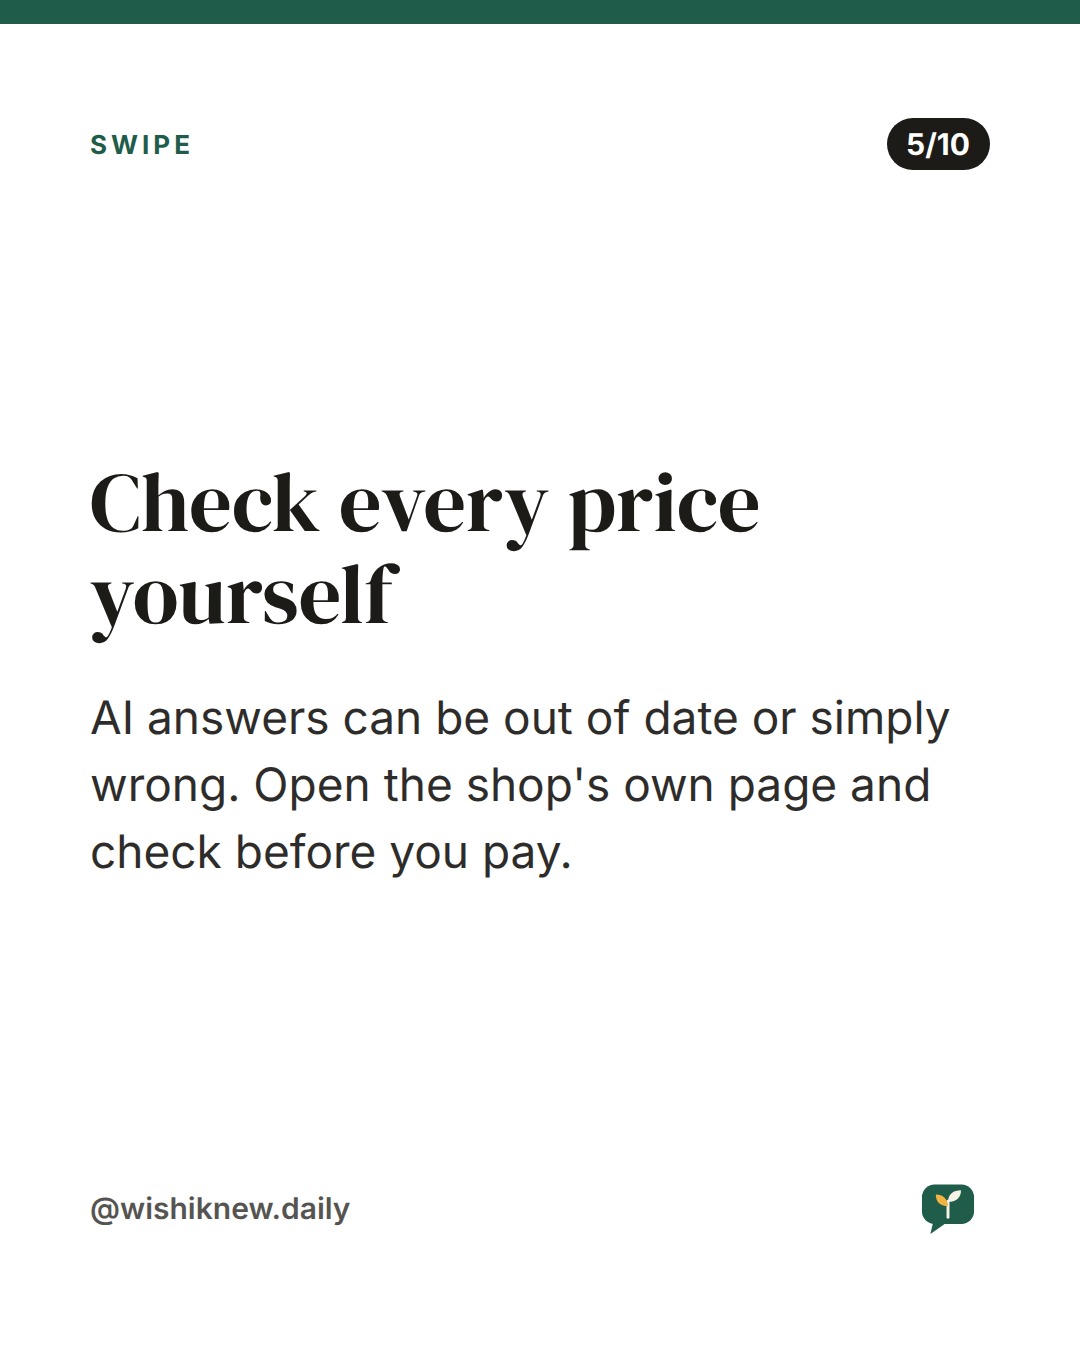 SWIPE
5/10
Check every price
yourself
AI answers can be out of date or simply
wrong. Open the shop's own page and
check before you pay.
@wishiknew.daily